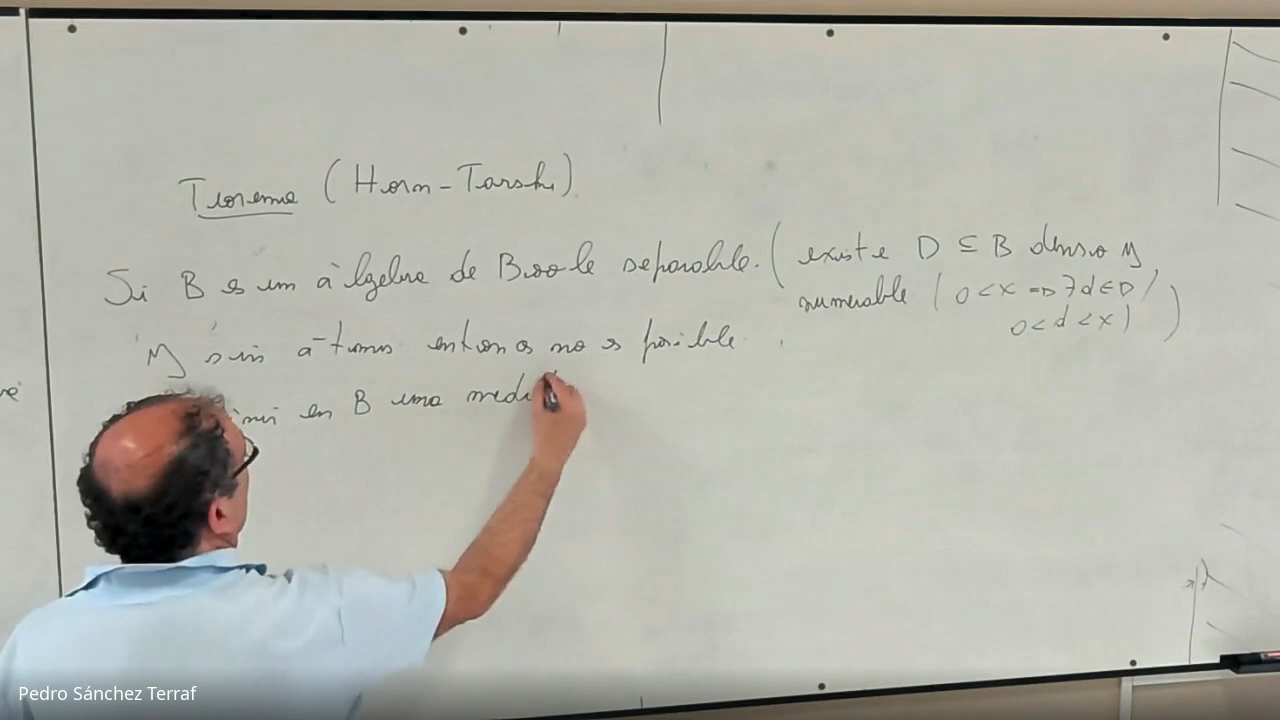 Teorema (Horn-Tarski)
Si B es un álgebra de Boole separable. (existe D ⊆ B denso y
numerable (0<x ⇒ ∃d∈D /
0<d<x) )
y sin átomos entonces no es posible
en B una medi
Pedro Sánchez Terraf